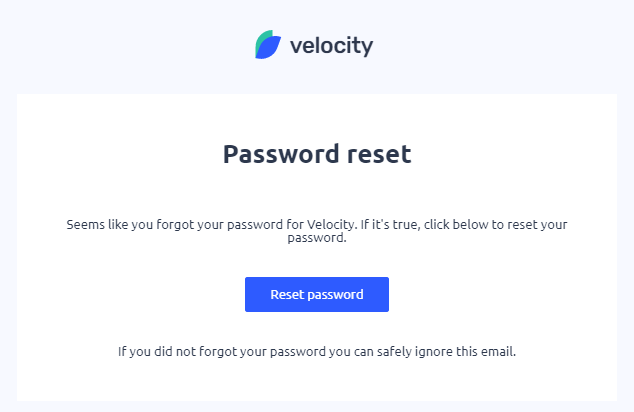 velocity
Password reset
Seems like you forgot your password for Velocity. If it's true, click below to reset your
password.
Reset password
If you did not forgot your password you can safely ignore this email.